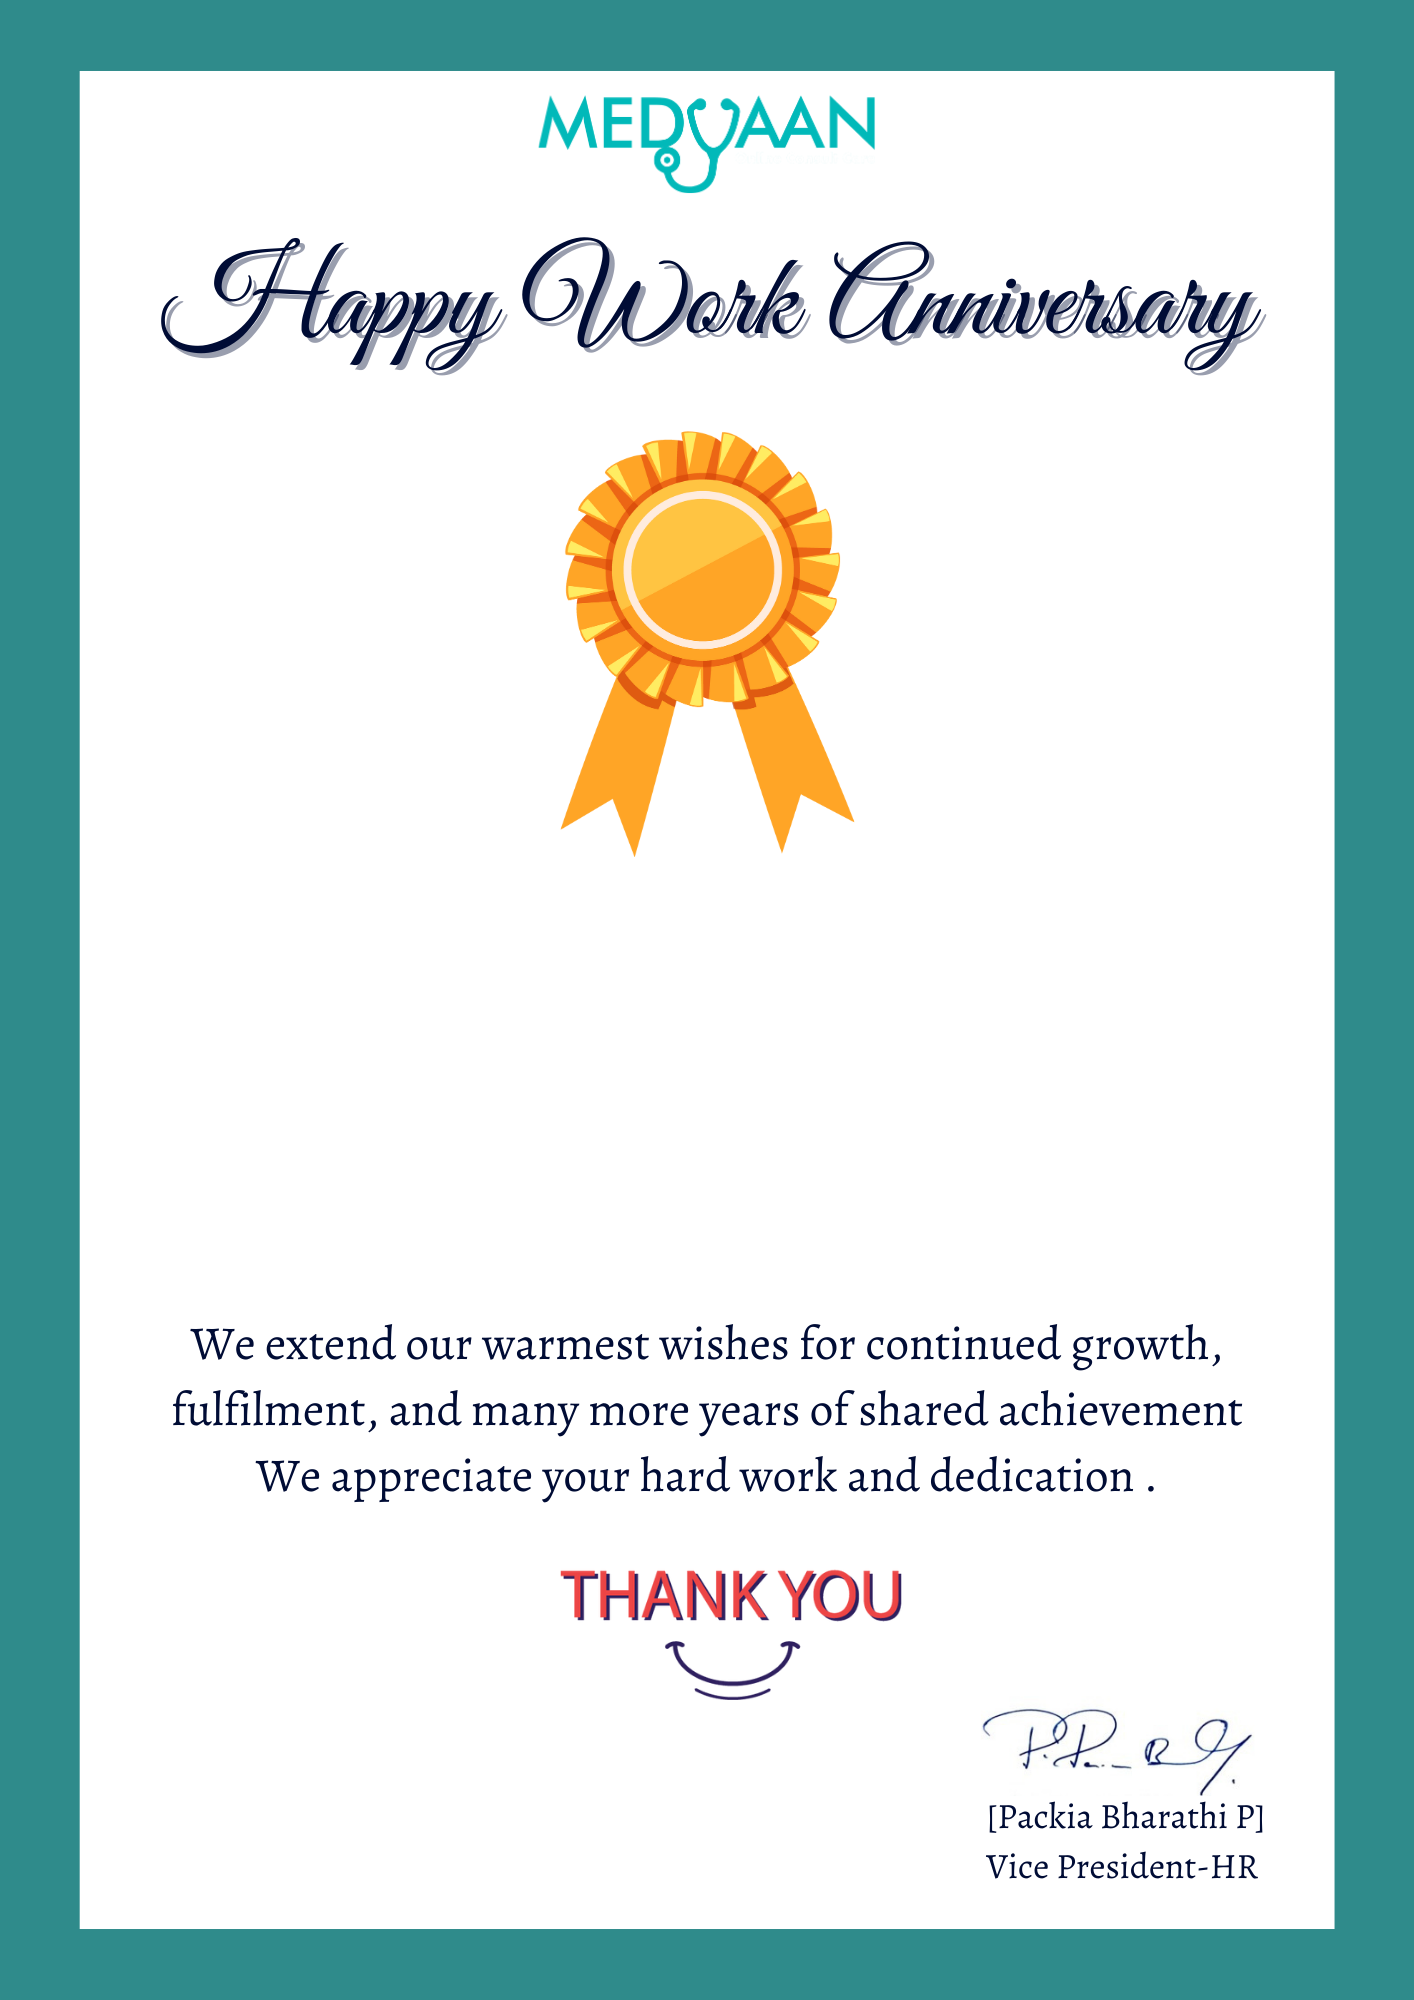 MEDYAAN
Happy Work Anniversary
We extend our warmest wishes for continued growth,
fulfilment, and many more years of shared achievement
We appreciate your hard work and dedication .
THANK YOU
[Packia Bharathi P]
Vice President-HR